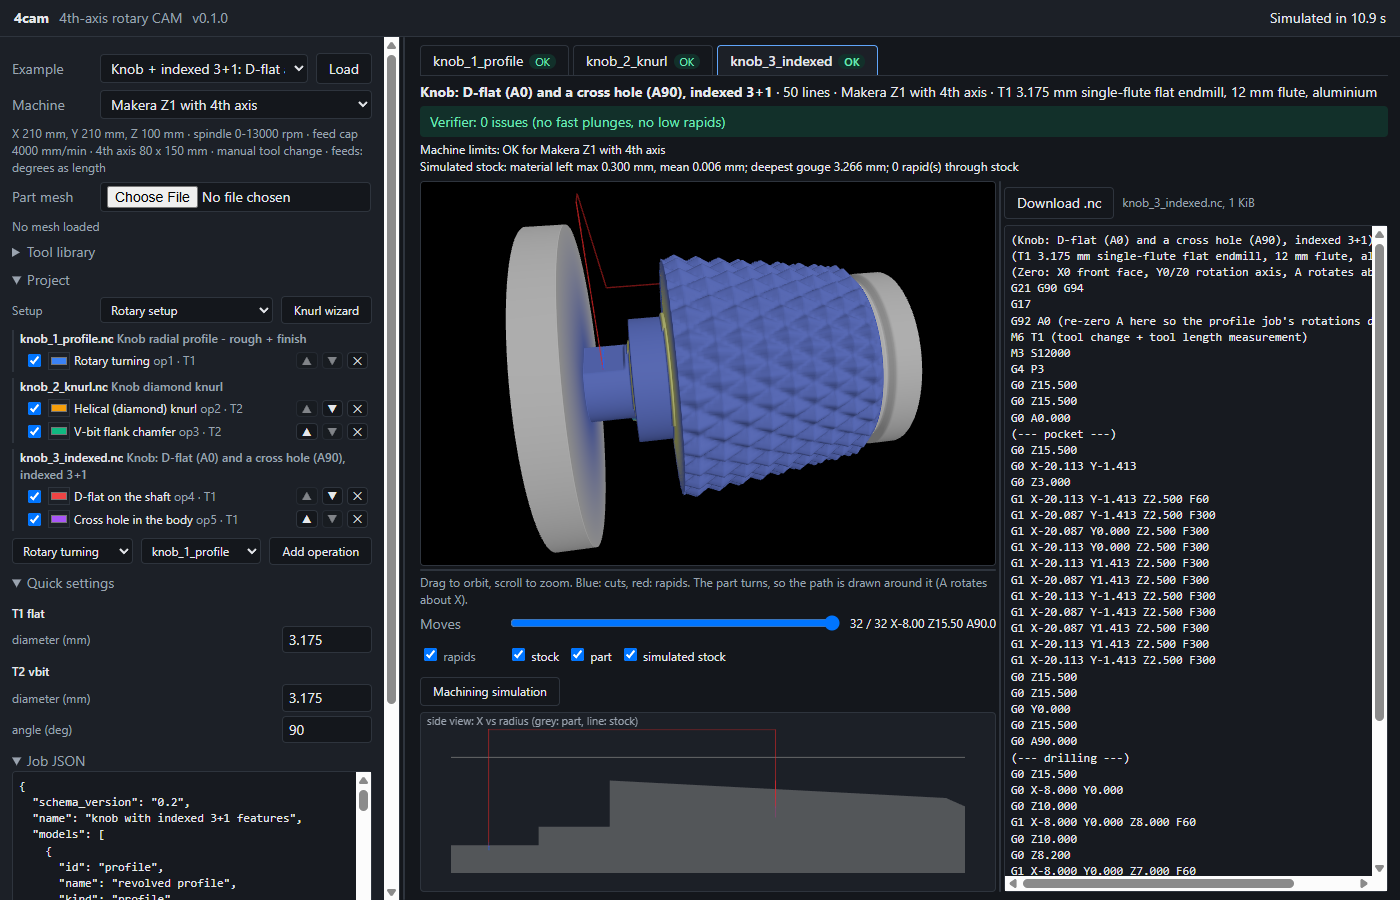 4cam 4th-axis rotary CAM v0.1.0
Simulated in 10.9 s
Example Knob + indexed 3+1: D-flat Load
Machine Makera Z1 with 4th axis
X 210 mm, Y 210 mm, Z 100 mm · spindle 0-13000 rpm · feed cap
4000 mm/min · 4th axis 80 x 150 mm · manual tool change · feeds:
degrees as length
Part mesh Choose File No file chosen
No mesh loaded
▶ Tool library
▼ Project
Setup Rotary setup Knurl wizard
knob_1_profile.nc Knob radial profile - rough + finish
Rotary turning op1 · T1 ▲ ▼ ✕
knob_2_knurl.nc Knob diamond knurl
Helical (diamond) knurl op2 · T2 ▲ ▼ ✕
V-bit flank chamfer op3 · T2 ▲ ▼ ✕
knob_3_indexed.nc Knob: D-flat (A0) and a cross hole (A90),
indexed 3+1
D-flat on the shaft op4 · T1 ▲ ▼ ✕
Cross hole in the body op5 · T1 ▲ ▼ ✕
Rotary turning knob_1_profile Add operation
▼ Quick settings
T1 flat
diameter (mm) 3.175
T2 vbit
diameter (mm) 3.175
angle (deg) 90
▼ Job JSON
{
"schema_version": "0.2",
"name": "knob with indexed 3+1 features",
"models": [
{
"id": "profile",
"name": "revolved profile",
"kind": "profile"
knob_1_profile OK knob_2_knurl OK knob_3_indexed OK
Knob: D-flat (A0) and a cross hole (A90), indexed 3+1 · 50 lines · Makera Z1 with 4th axis · T1 3.175 mm single-flute flat endmill, 12 mm flute, aluminium
Verifier: 0 issues (no fast plunges, no low rapids)
Machine limits: OK for Makera Z1 with 4th axis
Simulated stock: material left max 0.300 mm, mean 0.006 mm; deepest gouge 3.266 mm; 0 rapid(s) through stock
Drag to orbit, scroll to zoom. Blue: cuts, red: rapids. The part turns, so the path is drawn around it (A rotates
about X).
Moves 32 / 32 X-8.00 Z15.50 A90.0
rapids stock part simulated stock
Machining simulation
side view: X vs radius (grey: part, line: stock)
Download .nc knob_3_indexed.nc, 1 KiB
(Knob: D-flat (A0) and a cross hole (A90), indexed 3+1)
(T1 3.175 mm single-flute flat endmill, 12 mm flute, al
(Zero: X0 front face, Y0/Z0 rotation axis, A rotates ab
G21 G90 G94
G17
G92 A0 (re-zero A here so the profile job's rotations d
M6 T1 (tool change + tool length measurement)
M3 S12000
G4 P3
G0 Z15.500
G0 Z15.500
G0 A0.000
(--- pocket ---)
G0 Z15.500
G0 X-20.113 Y-1.413
G0 Z3.000
G1 X-20.113 Y-1.413 Z2.500 F60
G1 X-20.087 Y-1.413 Z2.500 F300
G1 X-20.087 Y0.000 Z2.500 F300
G1 X-20.113 Y0.000 Z2.500 F300
G1 X-20.113 Y1.413 Z2.500 F300
G1 X-20.087 Y1.413 Z2.500 F300
G1 X-20.113 Y-1.413 Z2.500 F300
G1 X-20.087 Y-1.413 Z2.500 F300
G1 X-20.087 Y1.413 Z2.500 F300
G1 X-20.113 Y1.413 Z2.500 F300
G1 X-20.113 Y-1.413 Z2.500 F300
G0 Z15.500
G0 Z15.500
G0 Y0.000
G0 Z15.500
G0 A90.000
(--- drilling ---)
G0 Z15.500
G0 X-8.000 Y0.000
G0 Z10.000
G1 X-8.000 Y0.000 Z8.000 F60
G0 Z10.000
G0 Z8.200
G1 X-8.000 Y0.000 Z7.000 F60